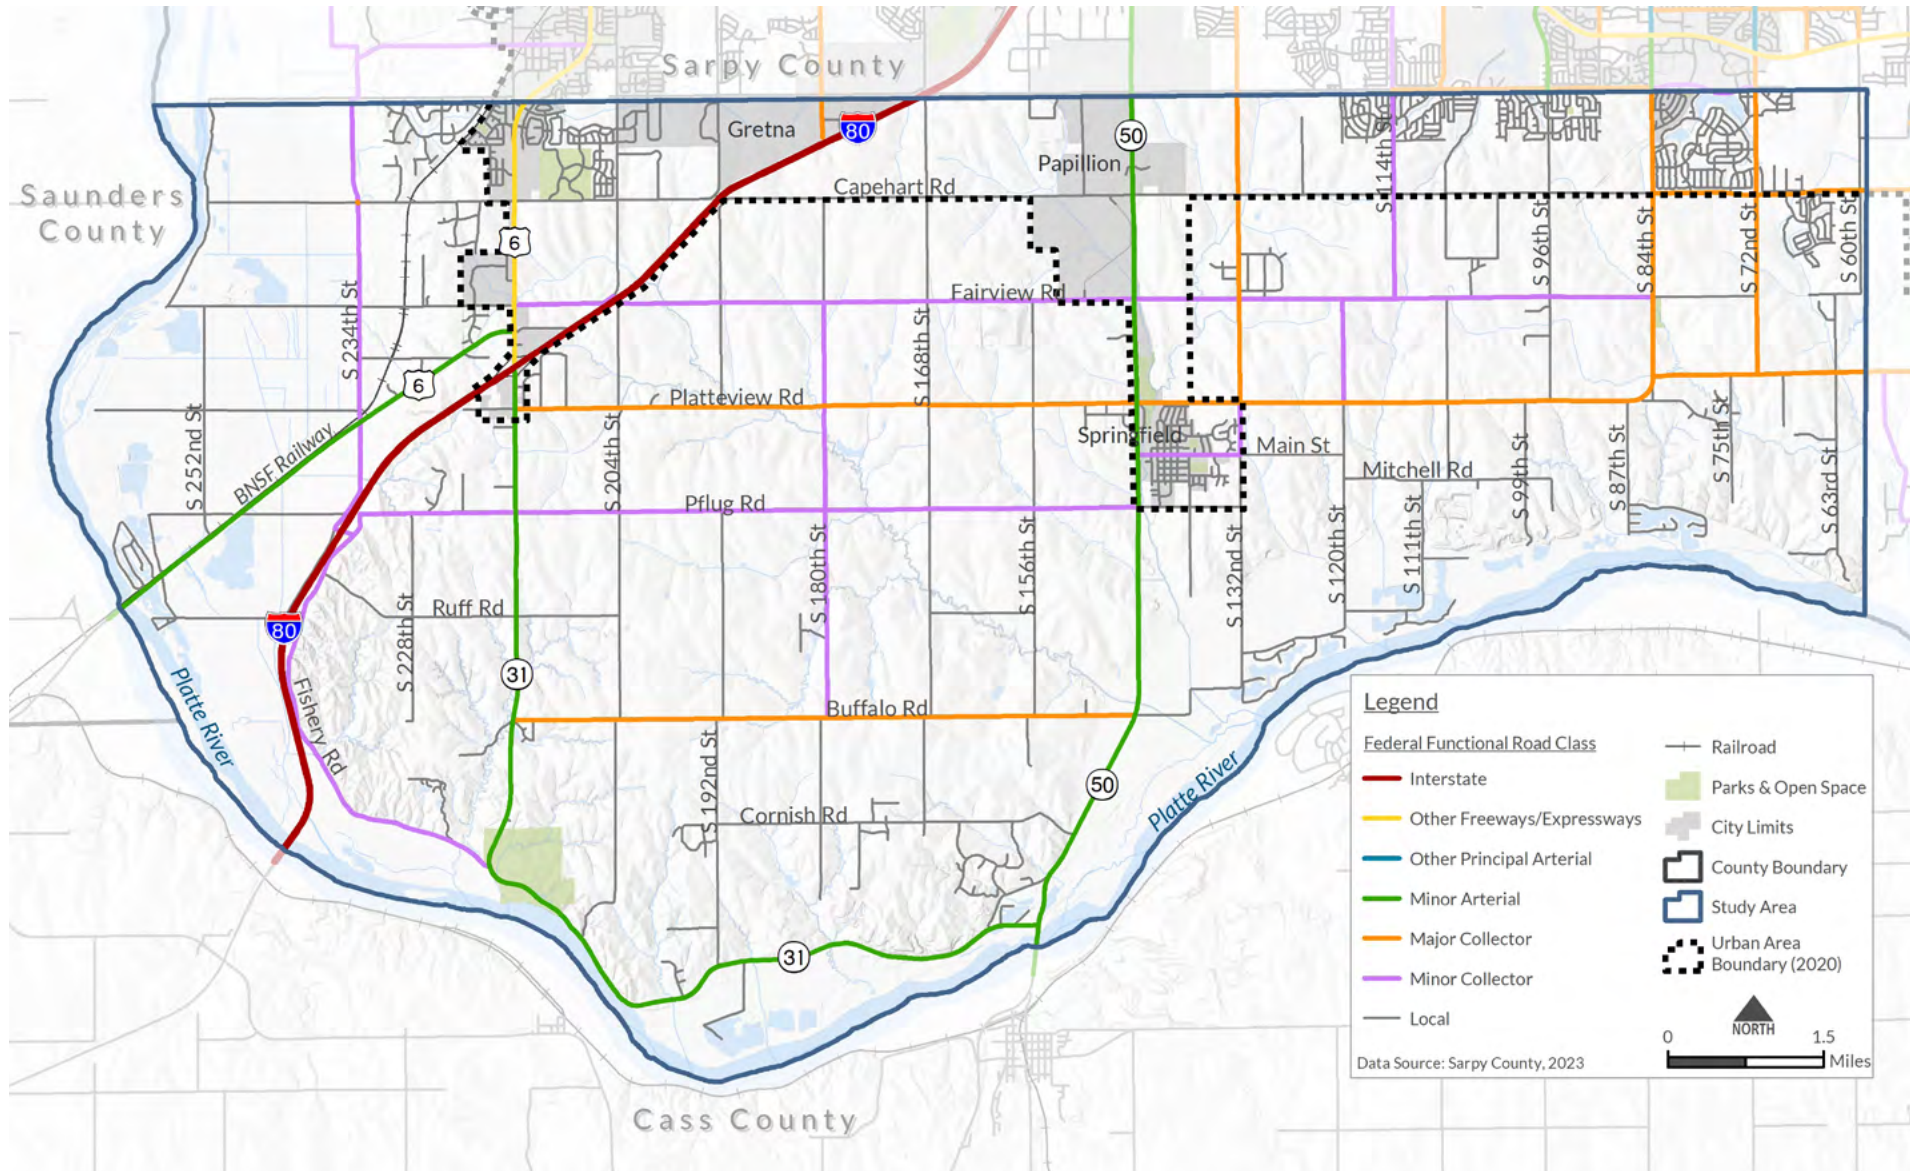 Sarpy County
Gretna
80
50
Papillion
Capehart Rd
S 114th St
Saunders
County
6
S 96th St
S 84th St
S 72nd St
S 60th St
Fairview Rd
S 234th St
S 168th St
6
Platteview Rd
S 252nd St
BNSF Railway
S 204th St
Springfield
Main St
Mitchell Rd
S 99th St
S 87th St
S 75th St
S 63rd St
Pflug Rd
S 180th St
S 156th St
S 132nd St
S 120th St
S 111th St
80
Ruff Rd
S 228th St
31
Platte River
Fishery Rd
Buffalo Rd
S 192nd St
50
Platte River
Cornish Rd
31
Cass County
Legend
Federal Functional Road Class
Interstate
Other Freeways/Expressways
Other Principal Arterial
Minor Arterial
Major Collector
Minor Collector
Local
Railroad
Parks & Open Space
City Limits
County Boundary
Study Area
Urban Area
Boundary (2020)
NORTH
0 1.5
Miles
Data Source: Sarpy County, 2023